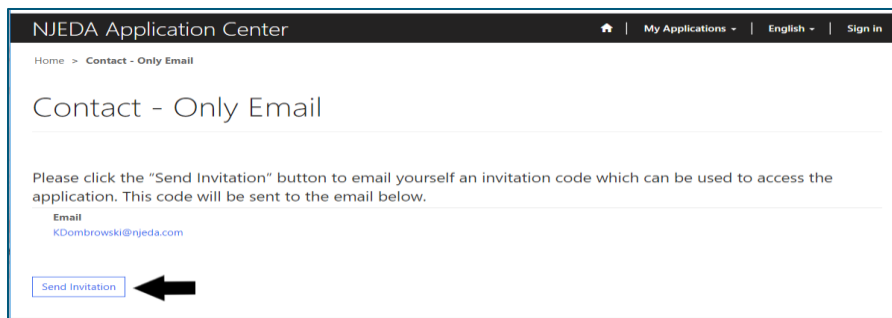 NJEDA Application Center
My Applications
English
Sign in
Home > Contact - Only Email
Contact - Only Email
Please click the “Send Invitation” button to email yourself an invitation code which can be used to access the
application. This code will be sent to the email below.
Email
KDombrowski@njeda.com
Send Invitation